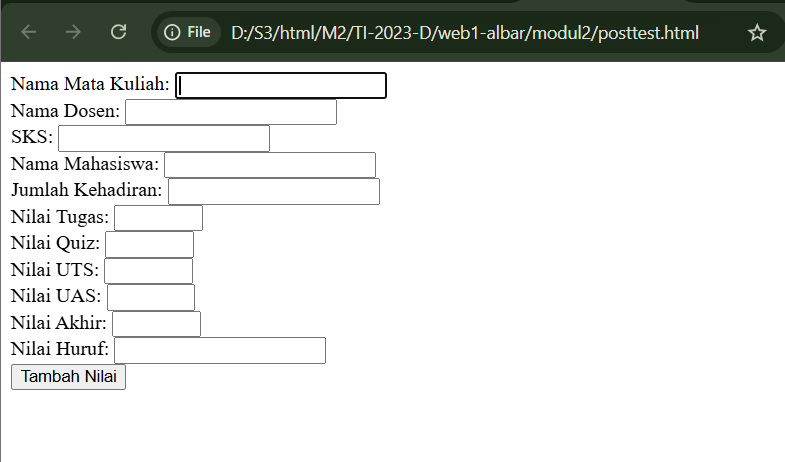 File D:/S3/html/M2/TI-2023-D/web1-albar/modul2/posttest.html
Nama Mata Kuliah:
Nama Dosen:
SKS:
Nama Mahasiswa:
Jumlah Kehadiran:
Nilai Tugas:
Nilai Quiz:
Nilai UTS:
Nilai UAS:
Nilai Akhir:
Nilai Huruf:
Tambah Nilai